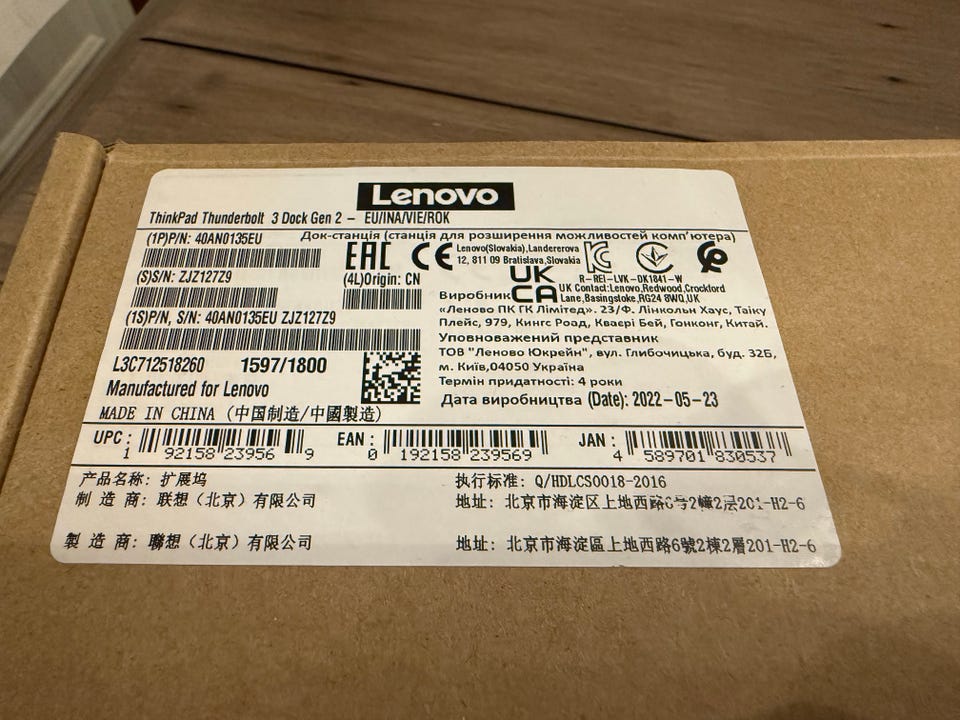 Lenovo
ThinkPad Thunderbolt 3 Dock Gen 2 - EU/INA/VIE/ROK
(1P)P/N: 40AN0135EU
Док-станція (станція для розширення можливостей комп'ютера)
EAC CE
Lenovo(Slovakia),Landererova
12, 811 09 Bratislava,Slovakia
(S)S/N: ZJZ127Z9
(4L)Origin: CN
UK
CA
R-REI-LVK-DK1841-W
UK Contact:Lenovo,Redwood,Crockford
Lane,Basingstoke,RG24 8WQ,UK
Виробник
«Леново ПК ГК Лімітед». 23/Ф. Лінкольн Хаус, Таіку
Плейс, 979, Кингс Роад, Кваєрі Бей, Гонконг, Китай.
(1S)P/N, S/N: 40AN0135EU ZJZ127Z9
Уповноважений представник
ТОВ "Леново Юкрейн", вул. Глибочицька, буд. 32Б,
м. Київ,04050 Україна
Термін придатності: 4 роки
Дата виробництва (Date): 2022-05-23
L3C712518260 1597/1800
Manufactured for Lenovo
MADE IN CHINA (中国制造/中國製造)
UPC: 1 92158 23956 9
EAN: 0 192158 239569
JAN: 4 589701 830537
产品名称: 扩展坞
执行标准: Q/HDLCS0018-2016
制 造 商: 联想（北京）有限公司
地址: 北京市海淀区上地西路6号2幢2层201-H2-6
製 造 商: 聯想（北京）有限公司
地址: 北京市海淀區上地西路6號2棟2層201-H2-6